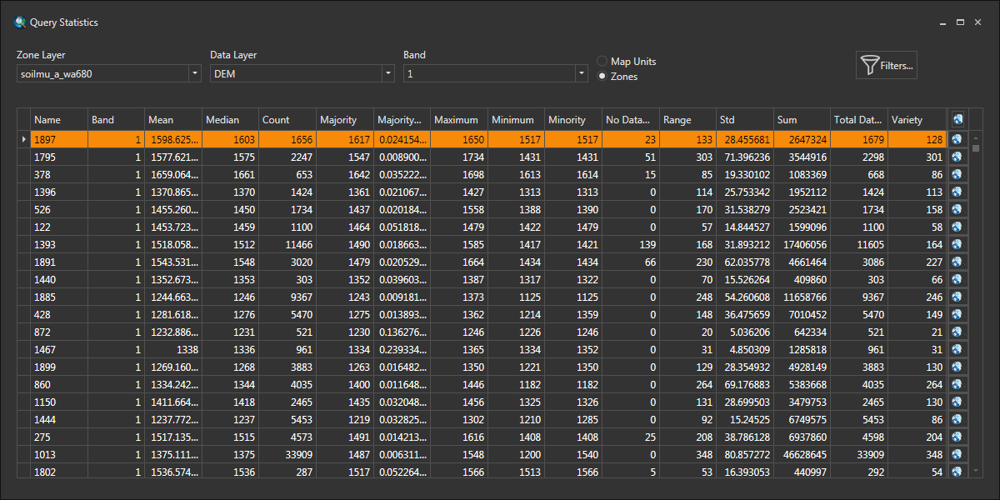 Query Statistics
Zone Layer Data Layer Band
soilmu_a_wa680 DEM 1
Map Units
Zones
Filters...
Name Band Mean Median Count Majority Majority... Maximum Minimum Minority No Data... Range Std Sum Total Dat... Variety
1897 1 1598.625... 1603 1656 1617 0.024154... 1650 1517 1517 23 133 28.455681 2647324 1679 128
1795 1 1577.621... 1575 2247 1547 0.008900... 1734 1431 1431 51 303 71.396236 3544916 2298 301
378 1 1659.064... 1661 653 1642 0.035222... 1698 1613 1614 15 85 19.330102 1083369 668 86
1396 1 1370.865... 1370 1424 1361 0.021067... 1427 1313 1313 0 114 25.753342 1952112 1424 113
526 1 1455.260... 1450 1734 1437 0.020184... 1558 1388 1390 0 170 31.538279 2523421 1734 158
122 1 1453.723... 1459 1100 1464 0.051818... 1479 1422 1479 0 57 14.844527 1599096 1100 58
1393 1 1518.058... 1512 11466 1490 0.018663... 1585 1417 1421 139 168 31.893212 17406056 11605 164
1891 1 1543.531... 1548 3020 1479 0.020529... 1664 1434 1434 66 230 62.035778 4661464 3086 227
1440 1 1352.673... 1353 303 1352 0.039603... 1387 1317 1322 0 70 15.526264 409860 303 66
1885 1 1244.663... 1246 9367 1243 0.009181... 1373 1125 1125 0 248 54.260608 11658766 9367 246
428 1 1281.618... 1276 5470 1275 0.013893... 1362 1214 1359 0 148 36.475659 7010452 5470 149
872 1 1232.886... 1231 521 1230 0.136276... 1246 1226 1246 0 20 5.036206 642334 521 21
1467 1 1338 1336 961 1334 0.239334... 1365 1334 1352 0 31 4.850309 1285818 961 31
1899 1 1269.160... 1268 3883 1263 0.016482... 1350 1221 1350 0 129 28.354932 4928149 3883 130
860 1 1334.242... 1344 4035 1400 0.011648... 1446 1182 1182 0 264 69.176883 5383668 4035 264
1150 1 1411.664... 1418 2465 1435 0.032048... 1456 1325 1326 0 131 28.699503 3479753 2465 130
1444 1 1237.772... 1237 5453 1219 0.032825... 1302 1210 1285 0 92 15.24525 6749575 5453 86
275 1 1517.135... 1515 4573 1491 0.014213... 1616 1408 1408 25 208 38.786128 6937860 4598 204
1013 1 1375.111... 1375 33909 1487 0.006311... 1548 1200 1540 0 348 80.857272 46628645 33909 348
1802 1 1536.574... 1536 287 1517 0.052264... 1566 1513 1566 5 53 16.393053 440997 292 54